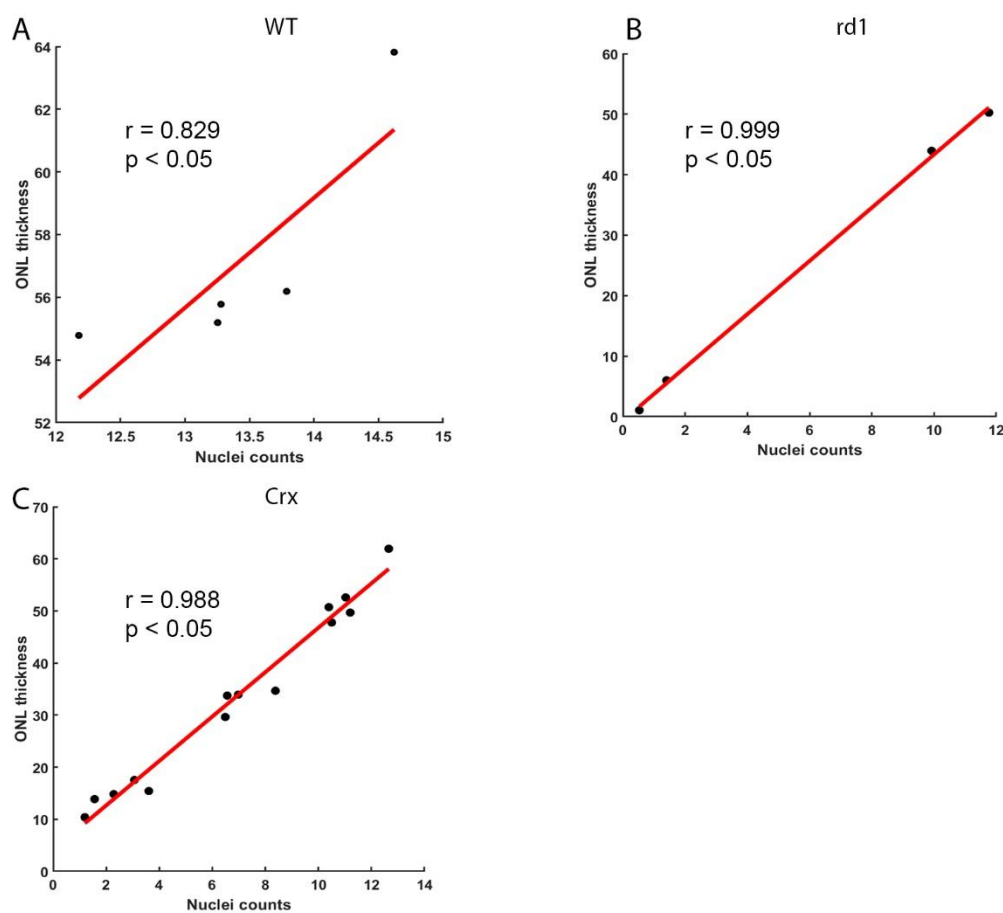 A
WT
64
62
60
58
56
54
52
12
12.5
13
13.5
14
14.5
15
r = 0.829
p < 0.05
ONL thickness
Nuclei counts
B
rd1
60
50
40
30
20
10
0
0
2
4
6
8
10
12
r = 0.999
p < 0.05
ONL thickness
Nuclei counts
C
Crx
70
60
50
40
30
20
10
0
0
2
4
6
8
10
12
14
r = 0.988
p < 0.05
ONL thickness
Nuclei counts